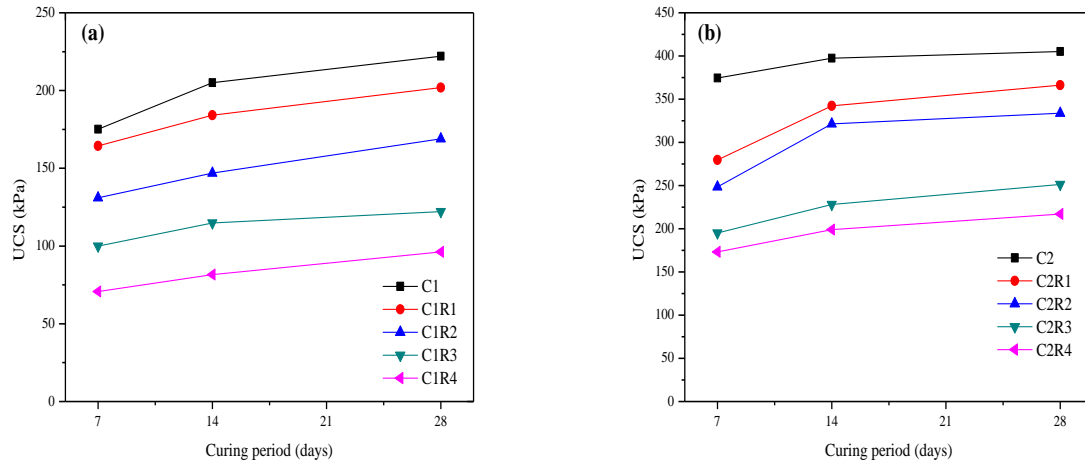 (a)
250
200
150
100
50
0
UCS (kPa)
7 14 21 28
Curing period (days)
C1
C1R1
C1R2
C1R3
C1R4
(b)
450
400
350
300
250
200
150
100
50
0
UCS (kPa)
7 14 21 28
Curing period (days)
C2
C2R1
C2R2
C2R3
C2R4